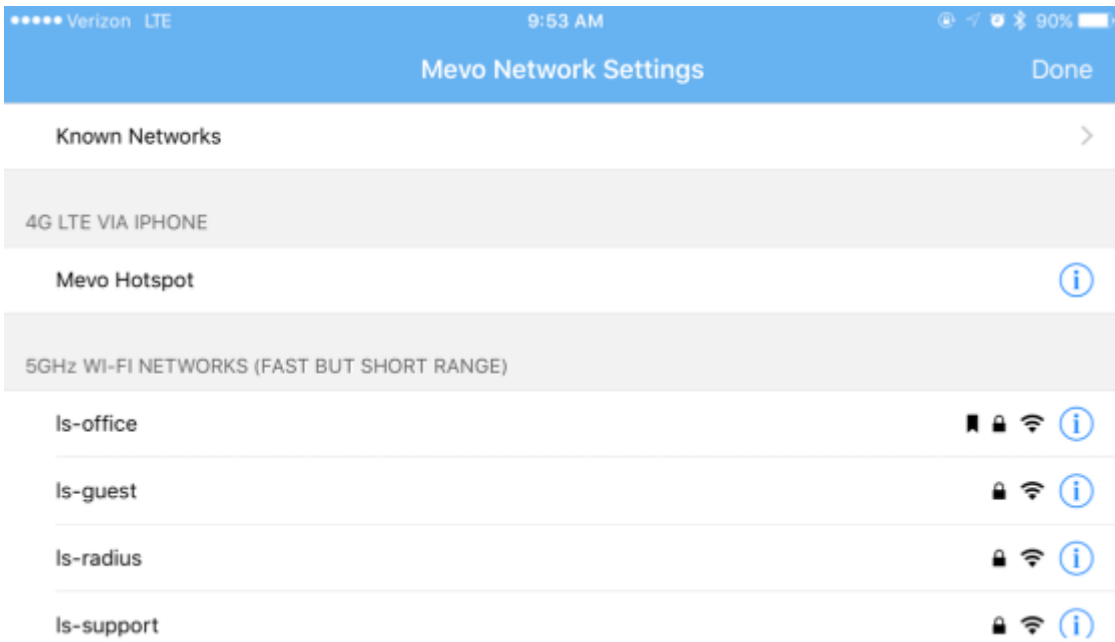 Verizon LTE 9:53 AM 90%
Mevo Network Settings Done
Known Networks
4G LTE VIA IPHONE
Mevo Hotspot
5GHz WI-FI NETWORKS (FAST BUT SHORT RANGE)
ls-office
ls-guest
ls-radius
ls-support